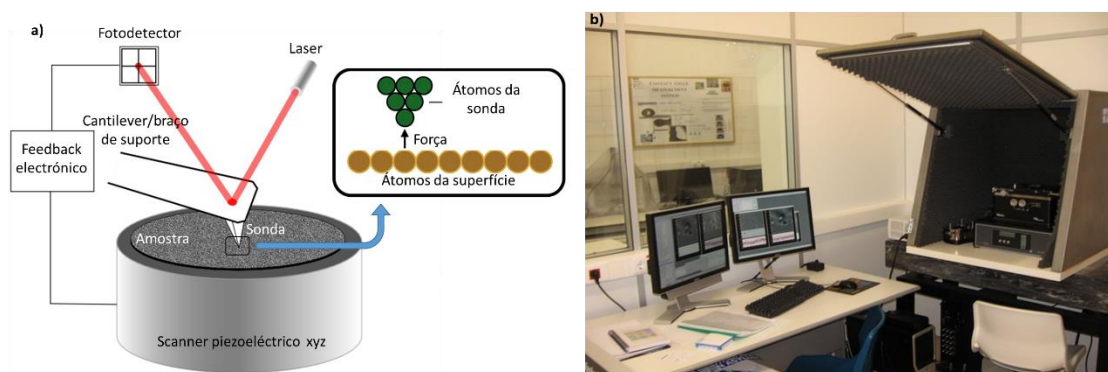 a)
Fotodetector
Laser
Cantilever/braço
de suporte
Feedback
electrónico
Átomos da
sonda
Força
Átomos da superfície
Sonda
Amostra
Scanner piezoeléctrico xyz
b)